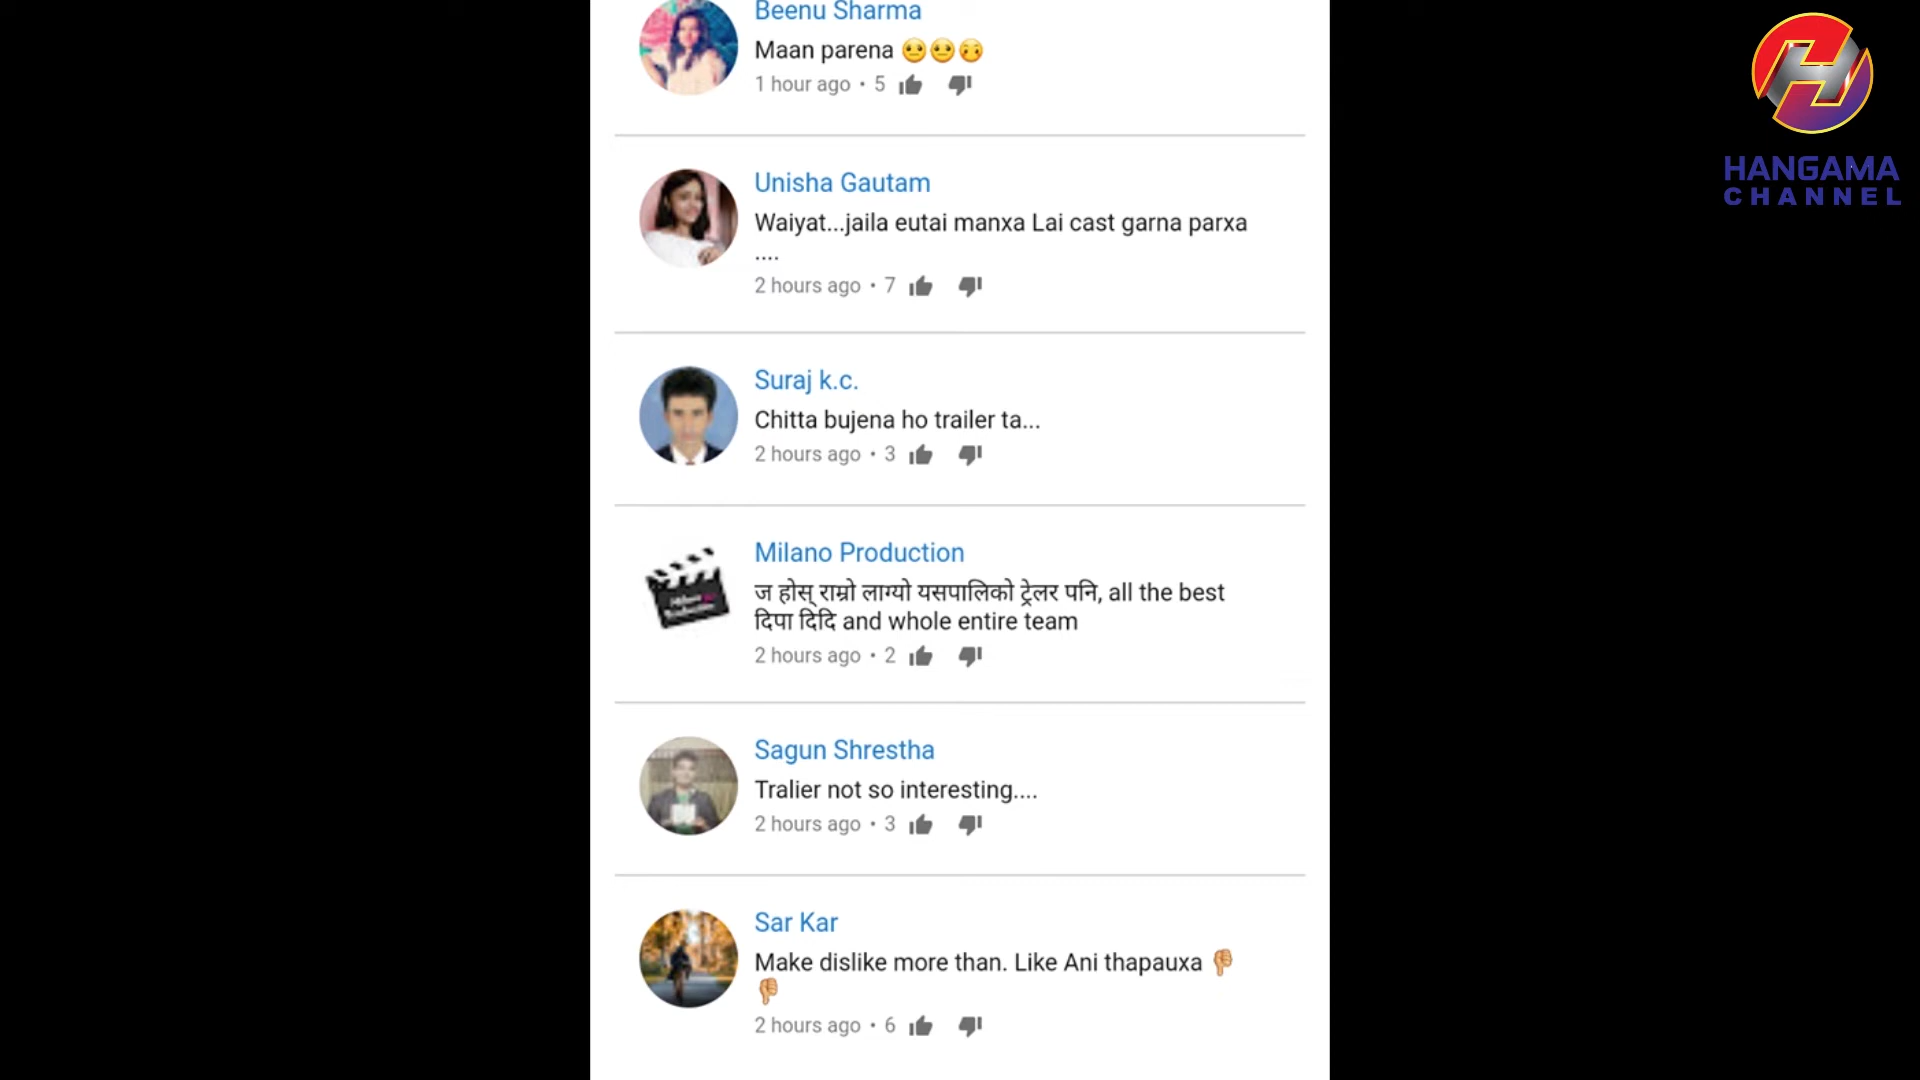 Beenu Sharma
Maan parena 😐😐🙊
1 hour ago • 5
HANGAMA
CHANNEL
Unisha Gautam
Waiyat...jaila eutai manxa Lai cast garna parxa
....
2 hours ago • 7
Suraj k.c.
Chitta bujena ho trailer ta...
2 hours ago • 3
Milano Production
ज होस् राम्रो लाग्यो यसपालिको ट्रेलर पनि, all the best
दिपा दिदि and whole entire team
2 hours ago • 2
Sagun Shrestha
Tralier not so interesting....
2 hours ago • 3
Sar Kar
Make dislike more than. Like Ani thapauxa 👎
👎
2 hours ago • 6